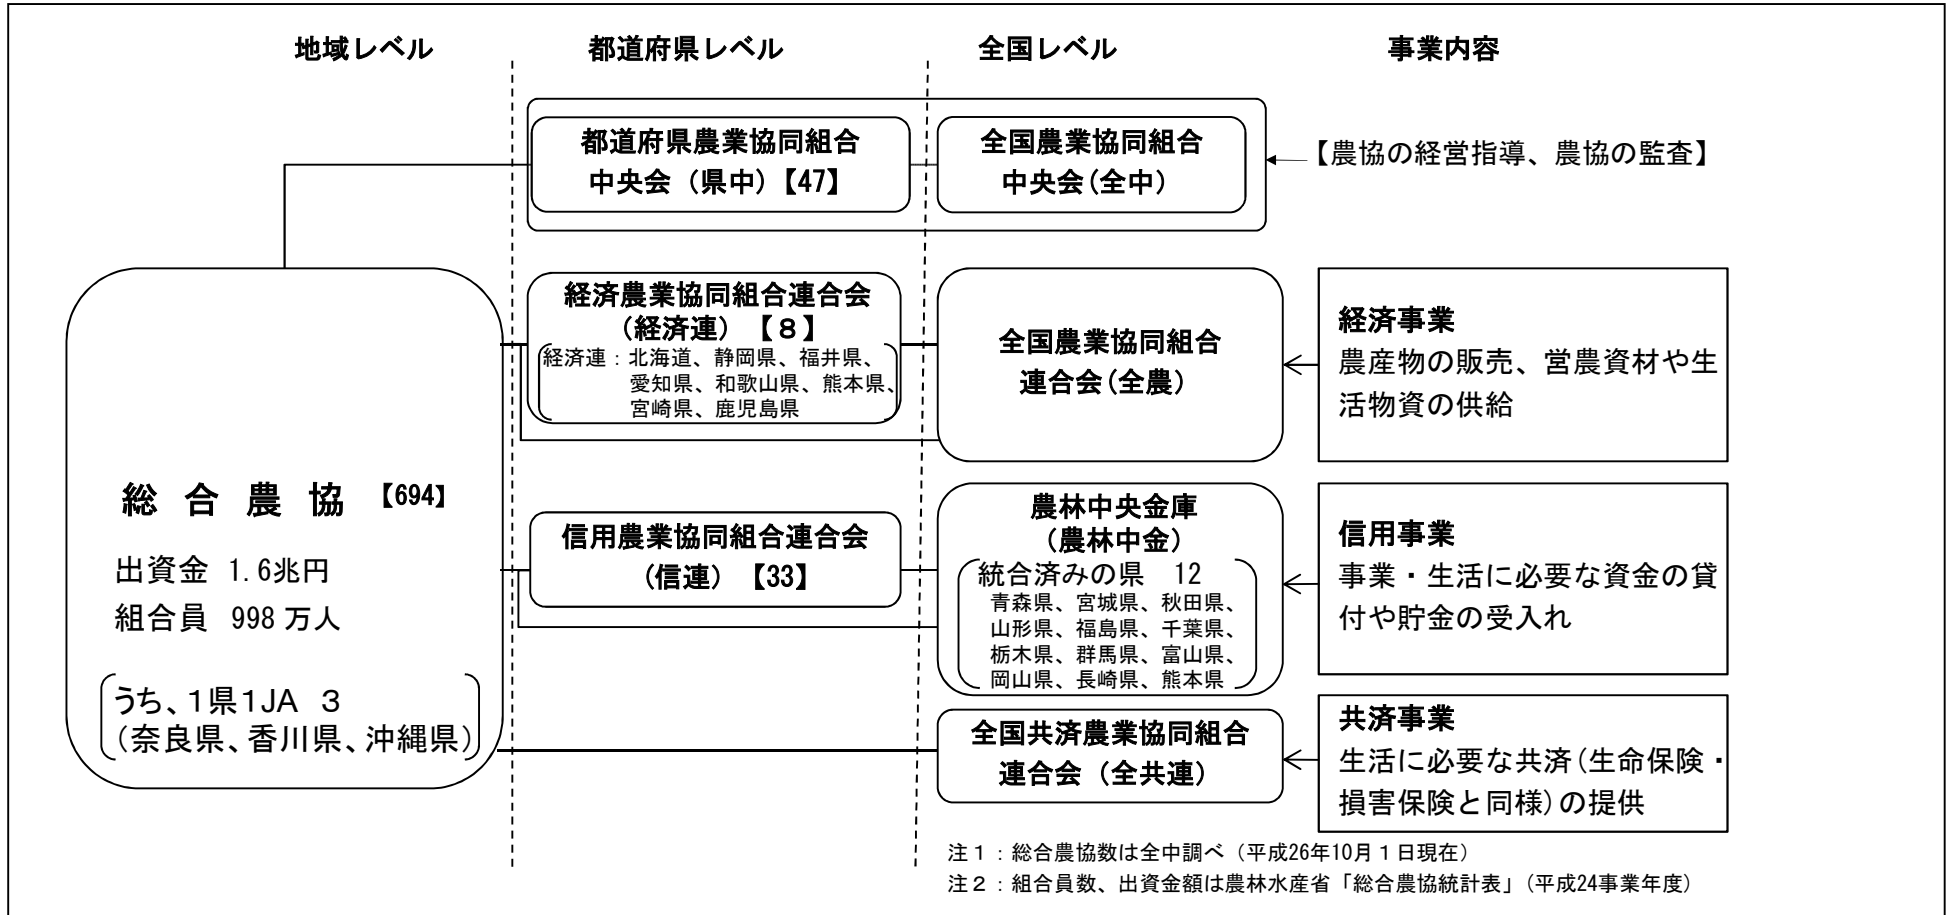 地域レベル
都道府県レベル
全国レベル
事業内容
都道府県農業協同組合
中央会（県中）【47】
全国農業協同組合
中央会(全中)
【農協の経営指導、農協の監査】
経済農業協同組合連合会
(経済連) 【８】
経済連：北海道、静岡県、福井県、
愛知県、和歌山県、熊本県、
宮崎県、鹿児島県
全国農業協同組合
連合会(全農)
経済事業
農産物の販売、営農資材や生
活物資の供給
総合農協 【694】
出資金 1.6兆円
組合員 998 万人
うち、１県１JA ３
(奈良県、香川県、沖縄県)
信用農業協同組合連合会
(信連) 【33】
農林中央金庫
(農林中金)
統合済みの県 12
青森県、宮城県、秋田県、
山形県、福島県、千葉県、
栃木県、群馬県、富山県、
岡山県、長崎県、熊本県
信用事業
事業・生活に必要な資金の貸
付や貯金の受入れ
全国共済農業協同組合
連合会（全共連）
共済事業
生活に必要な共済(生命保険・
損害保険と同様)の提供
注１：総合農協数は全中調べ（平成26年10月１日現在）
注２：組合員数、出資金額は農林水産省「総合農協統計表」(平成24事業年度)